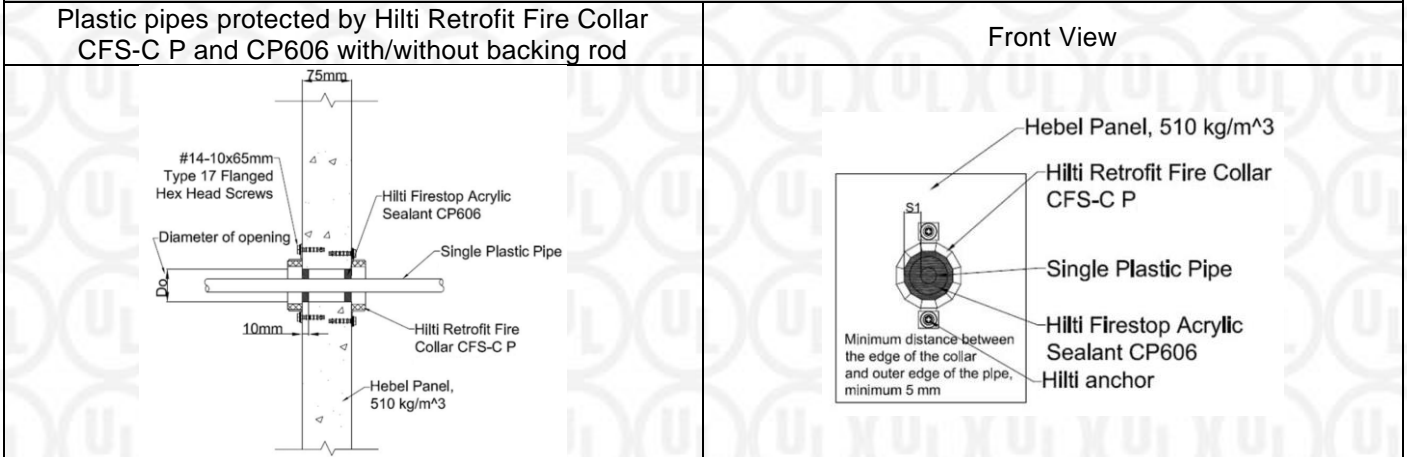 Plastic pipes protected by Hilti Retrofit Fire Collar
CFS-C P and CP606 with/without backing rod
Front View
75mm
#14-10x65mm
Type 17 Flanged
Hex Head Screws
Hilti Firestop Acrylic
Sealant CP606
Diameter of opening
Single Plastic Pipe
Do
10mm
Hilti Retrofit Fire
Collar CFS-C P
Hebel Panel,
510 kg/m^3
Hebel Panel, 510 kg/m^3
Hilti Retrofit Fire Collar
CFS-C P
S1
Single Plastic Pipe
Hilti Firestop Acrylic
Sealant CP606
Minimum distance between
the edge of the collar
and outer edge of the pipe,
minimum 5 mm
Hilti anchor